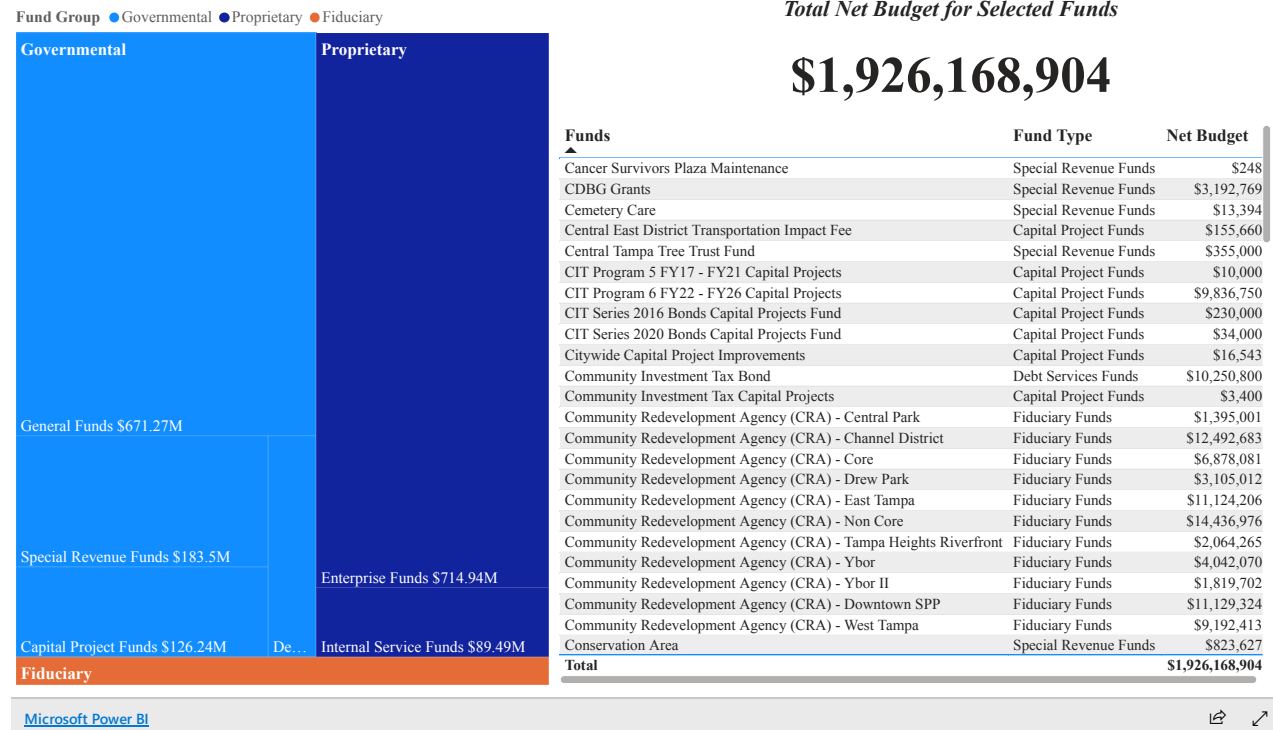 Fund Group Governmental Proprietary Fiduciary
Governmental
General Funds $671.27M
Special Revenue Funds $183.5M
Capital Project Funds $126.24M
De...
Proprietary
Enterprise Funds $714.94M
Internal Service Funds $89.49M
Fiduciary
Total Net Budget for Selected Funds
$1,926,168,904
Funds Fund Type Net Budget
Cancer Survivors Plaza Maintenance Special Revenue Funds $248
CDBG Grants Special Revenue Funds $3,192,769
Cemetery Care Special Revenue Funds $13,394
Central East District Transportation Impact Fee Capital Project Funds $155,660
Central Tampa Tree Trust Fund Special Revenue Funds $355,000
CIT Program 5 FY17 - FY21 Capital Projects Capital Project Funds $10,000
CIT Program 6 FY22 - FY26 Capital Projects Capital Project Funds $9,836,750
CIT Series 2016 Bonds Capital Projects Fund Capital Project Funds $230,000
CIT Series 2020 Bonds Capital Projects Fund Capital Project Funds $34,000
Citywide Capital Project Improvements Capital Project Funds $16,543
Community Investment Tax Bond Debt Services Funds $10,250,800
Community Investment Tax Capital Projects Capital Project Funds $3,400
Community Redevelopment Agency (CRA) - Central Park Fiduciary Funds $1,395,001
Community Redevelopment Agency (CRA) - Channel District Fiduciary Funds $12,492,683
Community Redevelopment Agency (CRA) - Core Fiduciary Funds $6,878,081
Community Redevelopment Agency (CRA) - Drew Park Fiduciary Funds $3,105,012
Community Redevelopment Agency (CRA) - East Tampa Fiduciary Funds $11,124,206
Community Redevelopment Agency (CRA) - Non Core Fiduciary Funds $14,436,976
Community Redevelopment Agency (CRA) - Tampa Heights Riverfront Fiduciary Funds $2,064,265
Community Redevelopment Agency (CRA) - Ybor Fiduciary Funds $4,042,070
Community Redevelopment Agency (CRA) - Ybor II Fiduciary Funds $1,819,702
Community Redevelopment Agency (CRA) - Downtown SPP Fiduciary Funds $11,129,324
Community Redevelopment Agency (CRA) - West Tampa Fiduciary Funds $9,192,413
Conservation Area Special Revenue Funds $823,627
Total $1,926,168,904
Microsoft Power BI